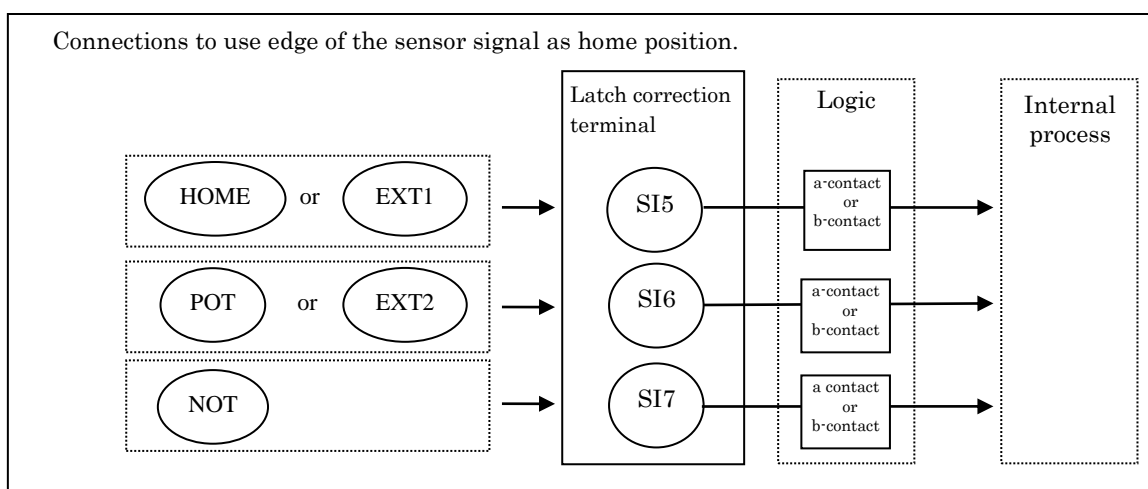 Connections to use edge of the sensor signal as home position.
Latch correction
terminal
Logic
Internal
process
HOME or EXT1
SI5
a-contact
or
b-contact
POT or EXT2
SI6
a-contact
or
b-contact
NOT
SI7
a contact
or
b-contact